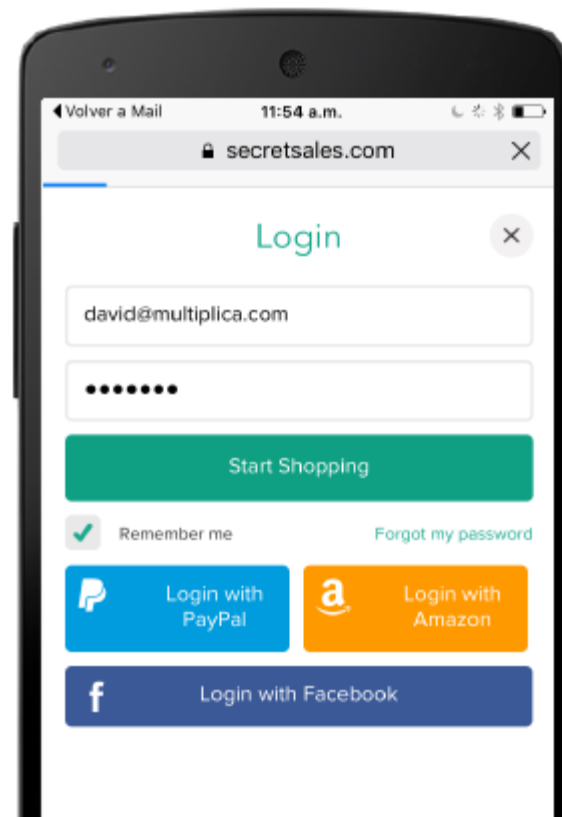 Volver a Mail 11:54 a.m.
secretsales.com
Login
david@multiplica.com
•••••••
Start Shopping
Remember me Forgot my password
Login with
PayPal
Login with
Amazon
Login with Facebook